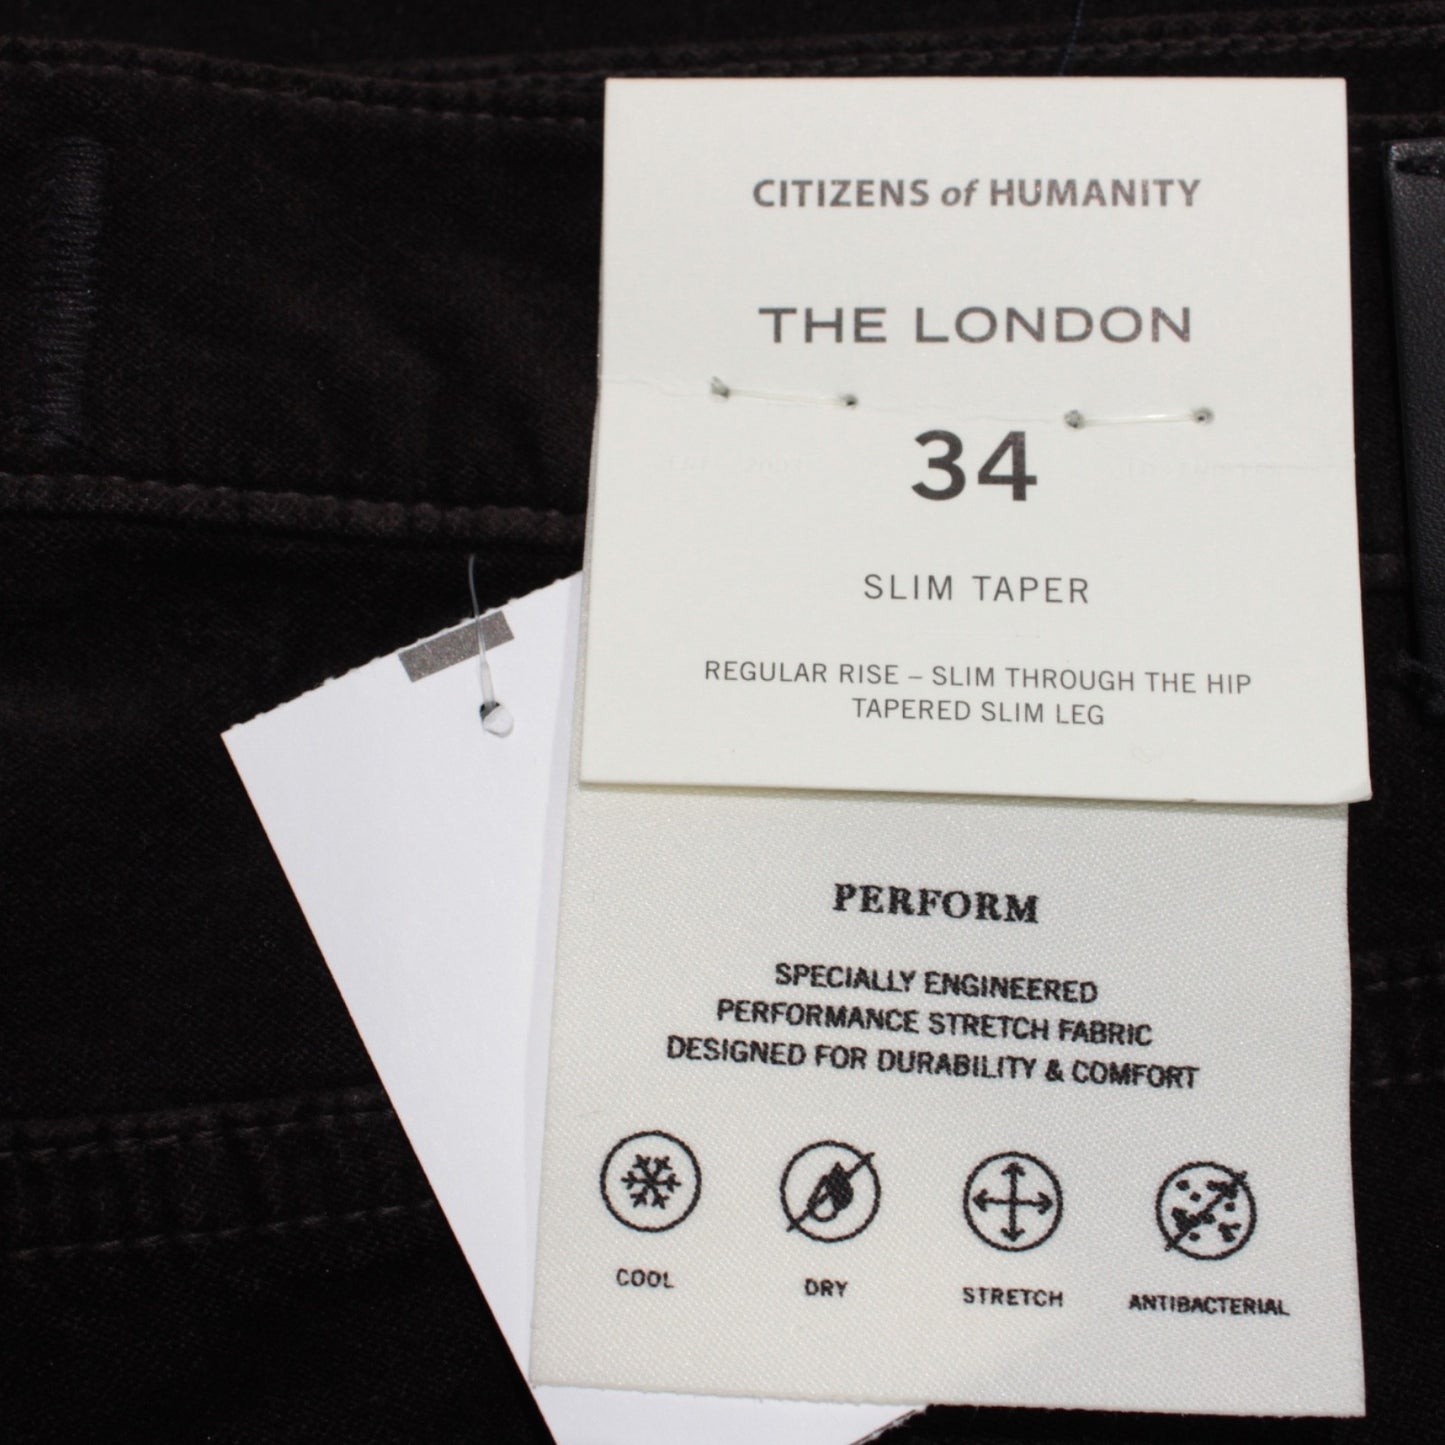 CITIZENS of HUMANITY
THE LONDON
34
SLIM TAPER
REGULAR RISE – SLIM THROUGH THE HIP
TAPERED SLIM LEG
PERFORM
SPECIALLY ENGINEERED
PERFORMANCE STRETCH FABRIC
DESIGNED FOR DURABILITY & COMFORT
COOL
DRY
STRETCH
ANTIBACTERIAL